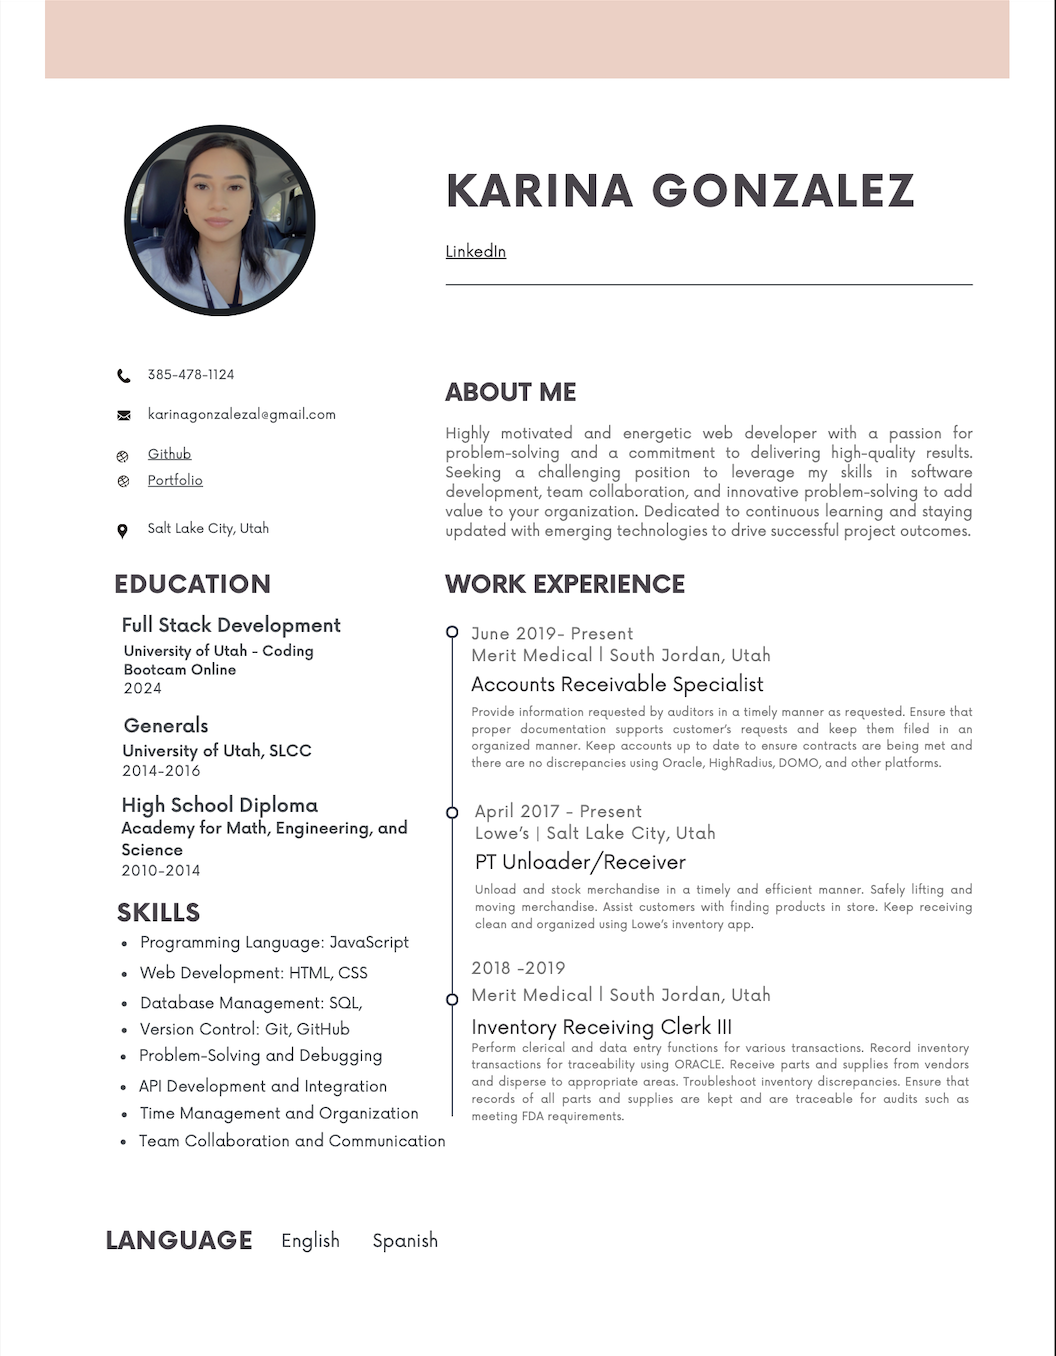 KARINA GONZALEZ
LinkedIn
385-478-1124
karinagonzalezal@gmail.com
Github
Portfolio
Salt Lake City, Utah
ABOUT ME
Highly motivated and energetic web developer with a passion for
problem-solving and a commitment to delivering high-quality results.
Seeking a challenging position to leverage my skills in software
development, team collaboration, and innovative problem-solving to add
value to your organization. Dedicated to continuous learning and staying
updated with emerging technologies to drive successful project outcomes.
EDUCATION
Full Stack Development
University of Utah - Coding
Bootcam Online
2024
Generals
University of Utah, SLCC
2014-2016
High School Diploma
Academy for Math, Engineering, and
Science
2010-2014
SKILLS
• Programming Language: JavaScript
• Web Development: HTML, CSS
• Database Management: SQL,
• Version Control: Git, GitHub
• Problem-Solving and Debugging
• API Development and Integration
• Time Management and Organization
• Team Collaboration and Communication
WORK EXPERIENCE
June 2019- Present
Merit Medical l South Jordan, Utah
Accounts Receivable Specialist
Provide information requested by auditors in a timely manner as requested. Ensure that
proper documentation supports customer's requests and keep them filed in an
organized manner. Keep accounts up to date to ensure contracts are being met and
there are no discrepancies using Oracle, HighRadius, DOMO, and other platforms.
April 2017 - Present
Lowe's | Salt Lake City, Utah
PT Unloader/Receiver
Unload and stock merchandise in a timely and efficient manner. Safely lifting and
moving merchandise. Assist customers with finding products in store. Keep receiving
clean and organized using Lowe's inventory app.
2018 -2019
Merit Medical l South Jordan, Utah
Inventory Receiving Clerk III
Perform clerical and data entry functions for various transactions. Record inventory
transactions for traceability using ORACLE. Receive parts and supplies from vendors
and disperse to appropriate areas. Troubleshoot inventory discrepancies. Ensure that
records of all parts and supplies are kept and are traceable for audits such as
meeting FDA requirements.
LANGUAGE English Spanish